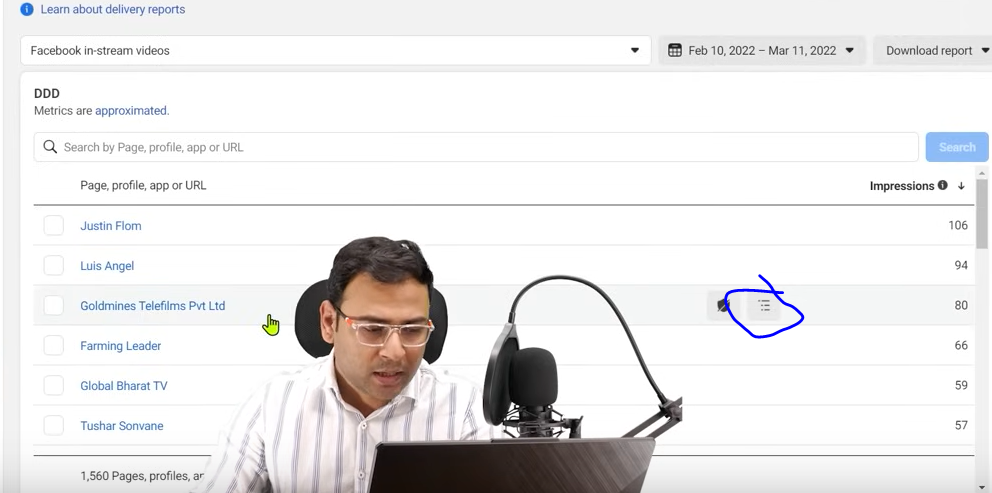 Learn about delivery reports
Facebook in-stream videos
Feb 10, 2022 – Mar 11, 2022
Download report
DDD
Metrics are approximated.
Search by Page, profile, app or URL
Search
Page, profile, app or URL
Impressions
Justin Flom
106
Luis Angel
94
Goldmines Telefilms Pvt Ltd
80
Farming Leader
66
Global Bharat TV
59
Tushar Sonvane
57
1,560 Pages, profiles,